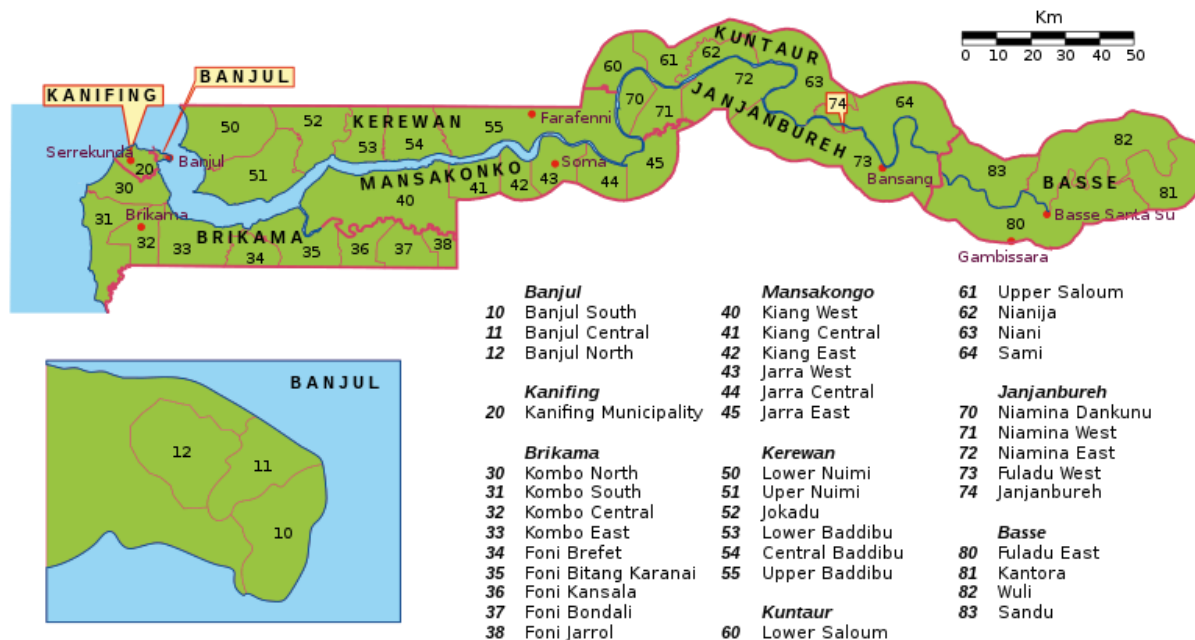 Km
0 10 20 30 40 50
KUNTAUR
60
61
62
63
72
64
74
70
71
JANJANBUREH
73
BANJUL
KANIFING
50
52
KEREWAN
53
54
55
Farafenni
Serrekunda
20
Banjul
51
MANSAKONKO
Soma
43
45
44
42
41
40
Bansang
82
83
BASSE
81
Basse Santa Su
80
Gambissara
30
31
Brikama
32
33
BRIKAMA
34
35
36
37
38
BANJUL
12
11
10
Banjul
10 Banjul South
11 Banjul Central
12 Banjul North
Kanifing
20 Kanifing Municipality
Brikama
30 Kombo North
31 Kombo South
32 Kombo Central
33 Kombo East
34 Foni Brefet
35 Foni Bitang Karanai
36 Foni Kansala
37 Foni Bondali
38 Foni Jarrol
Mansakongo
40 Kiang West
41 Kiang Central
42 Kiang East
43 Jarra West
44 Jarra Central
45 Jarra East
Kerewan
50 Lower Nuimi
51 Uper Nuimi
52 Jokadu
53 Lower Baddibu
54 Central Baddibu
55 Upper Baddibu
Kuntaur
60 Lower Saloum
61 Upper Saloum
62 Nianija
63 Niani
64 Sami
Janjanbureh
70 Niamina Dankunu
71 Niamina West
72 Niamina East
73 Fuladu West
74 Janjanbureh
Basse
80 Fuladu East
81 Kantora
82 Wuli
83 Sandu